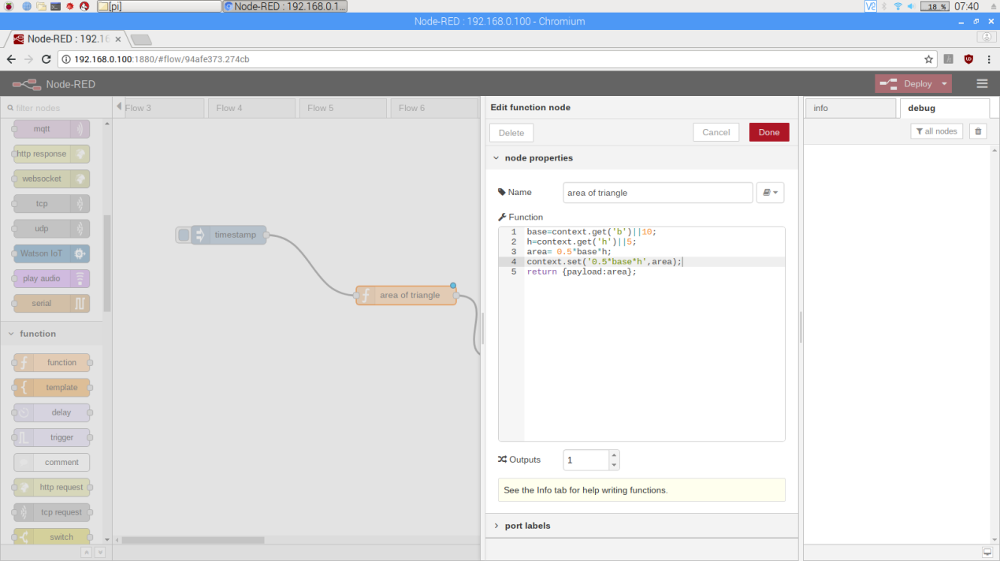 [pi]
Node-RED : 192.168.0.1...
18 %
07:40
Node-RED : 192.168.0.100 - Chromium
Node-RED : 192.16
192.168.0.100:1880/#flow/94afe373.274cb
Node-RED
Deploy
filter nodes
Flow 3
Flow 4
Flow 5
Flow 6
mqtt
http response
websocket
tcp
udp
Watson IoT
play audio
serial
function
function
template
delay
trigger
comment
http request
tcp request
switch
timestamp
area of triangle
Edit function node
Delete
Cancel
Done
node properties
Name
area of triangle
Function
1 base=context.get('b')||10;
2 h=context.get('h')||5;
3 area= 0.5*base*h;
4 context.set('0.5*base*h',area);
5 return {payload:area};
Outputs
1
See the Info tab for help writing functions.
port labels
info
debug
all nodes